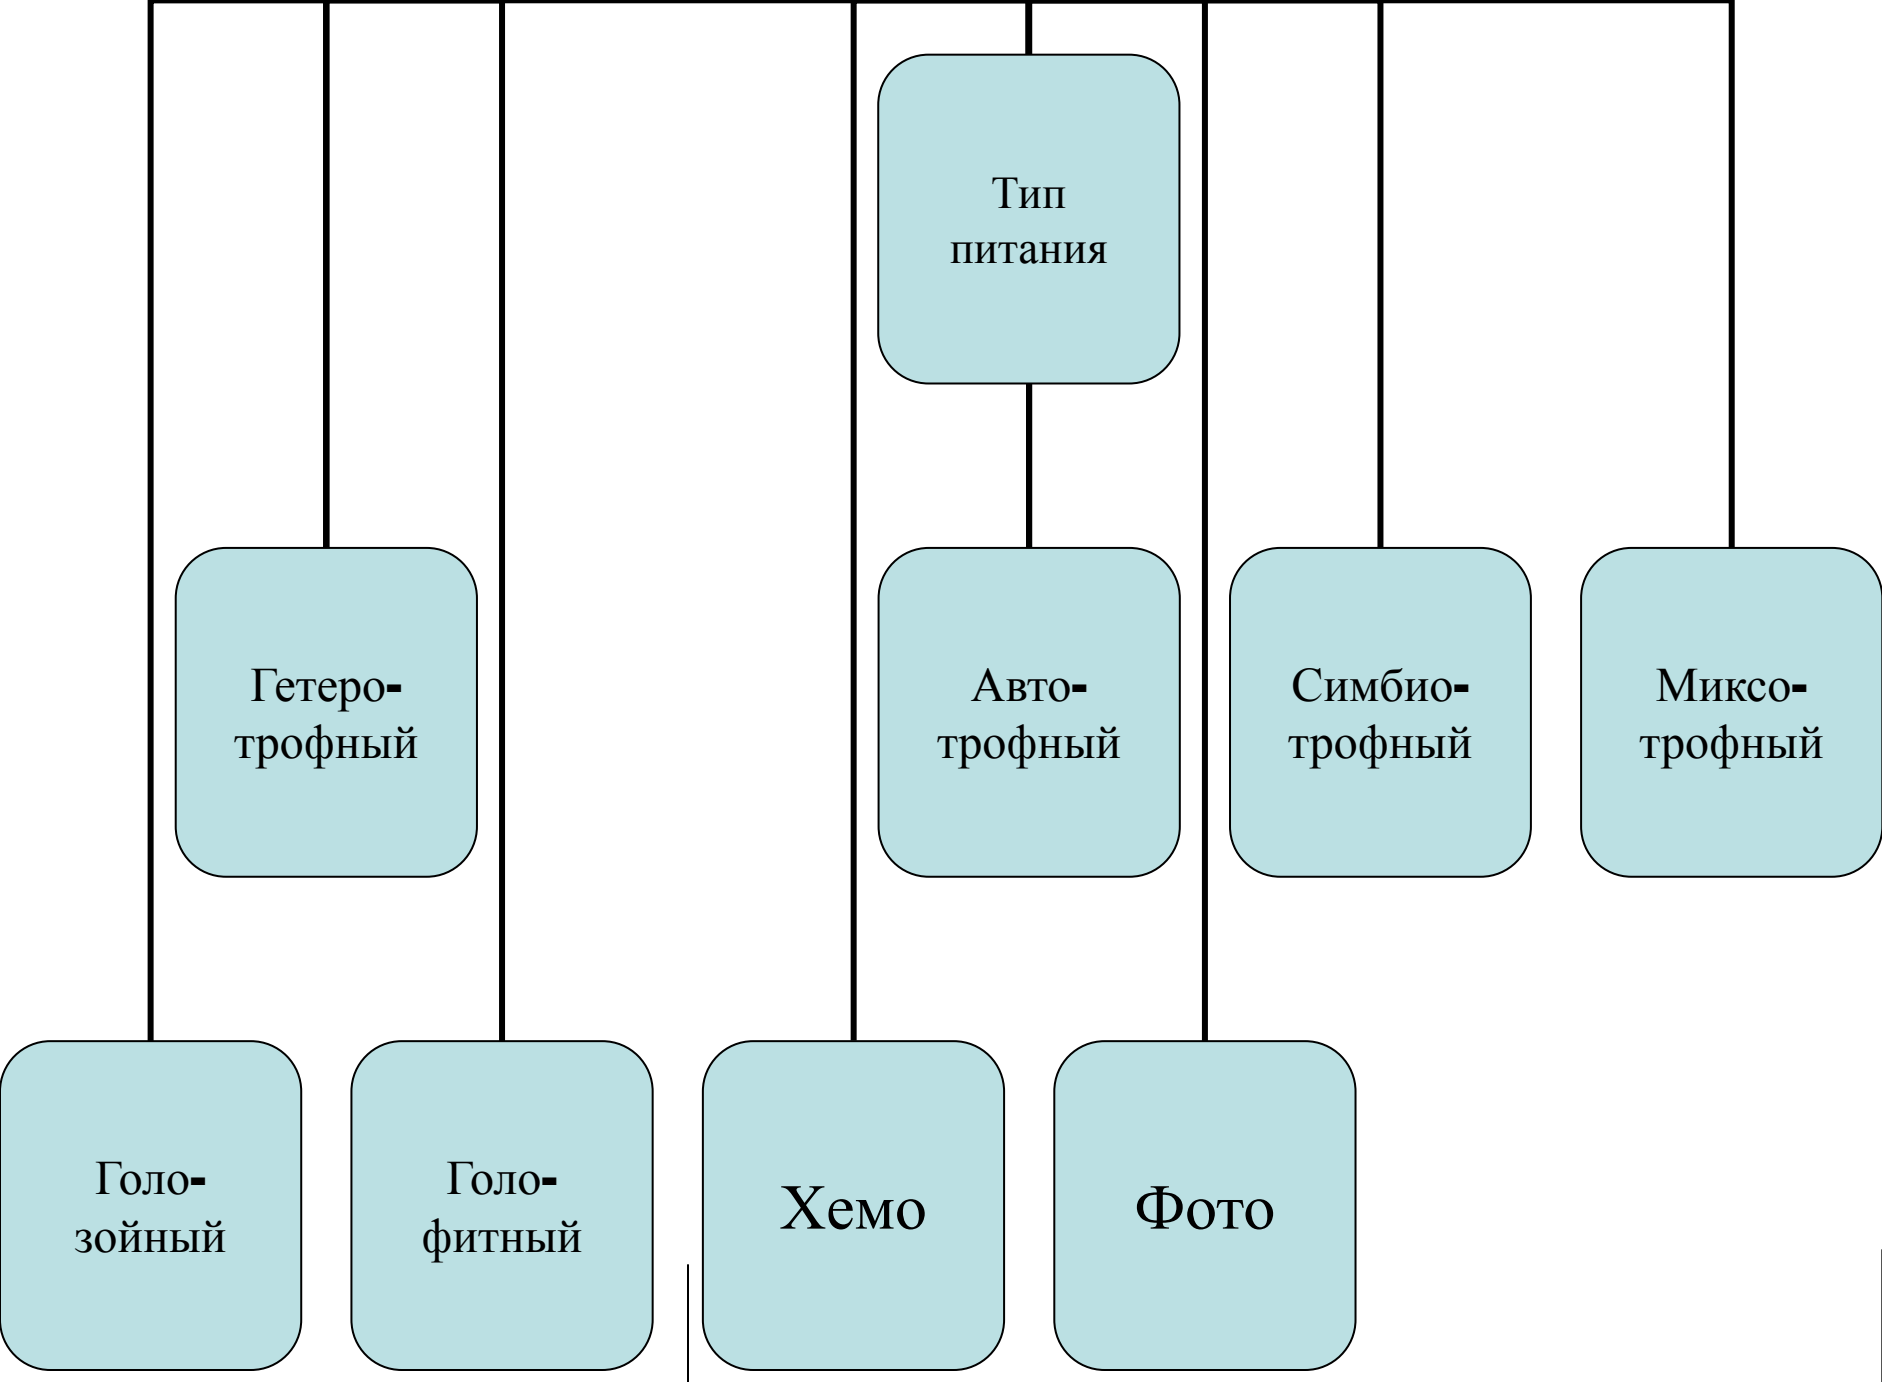 Тип
питания
Гетеро-
трофный
Авто-
трофный
Симбио-
трофный
Миксо-
трофный
Голо-
зойный
Голо-
фитный
Хемо
Фото